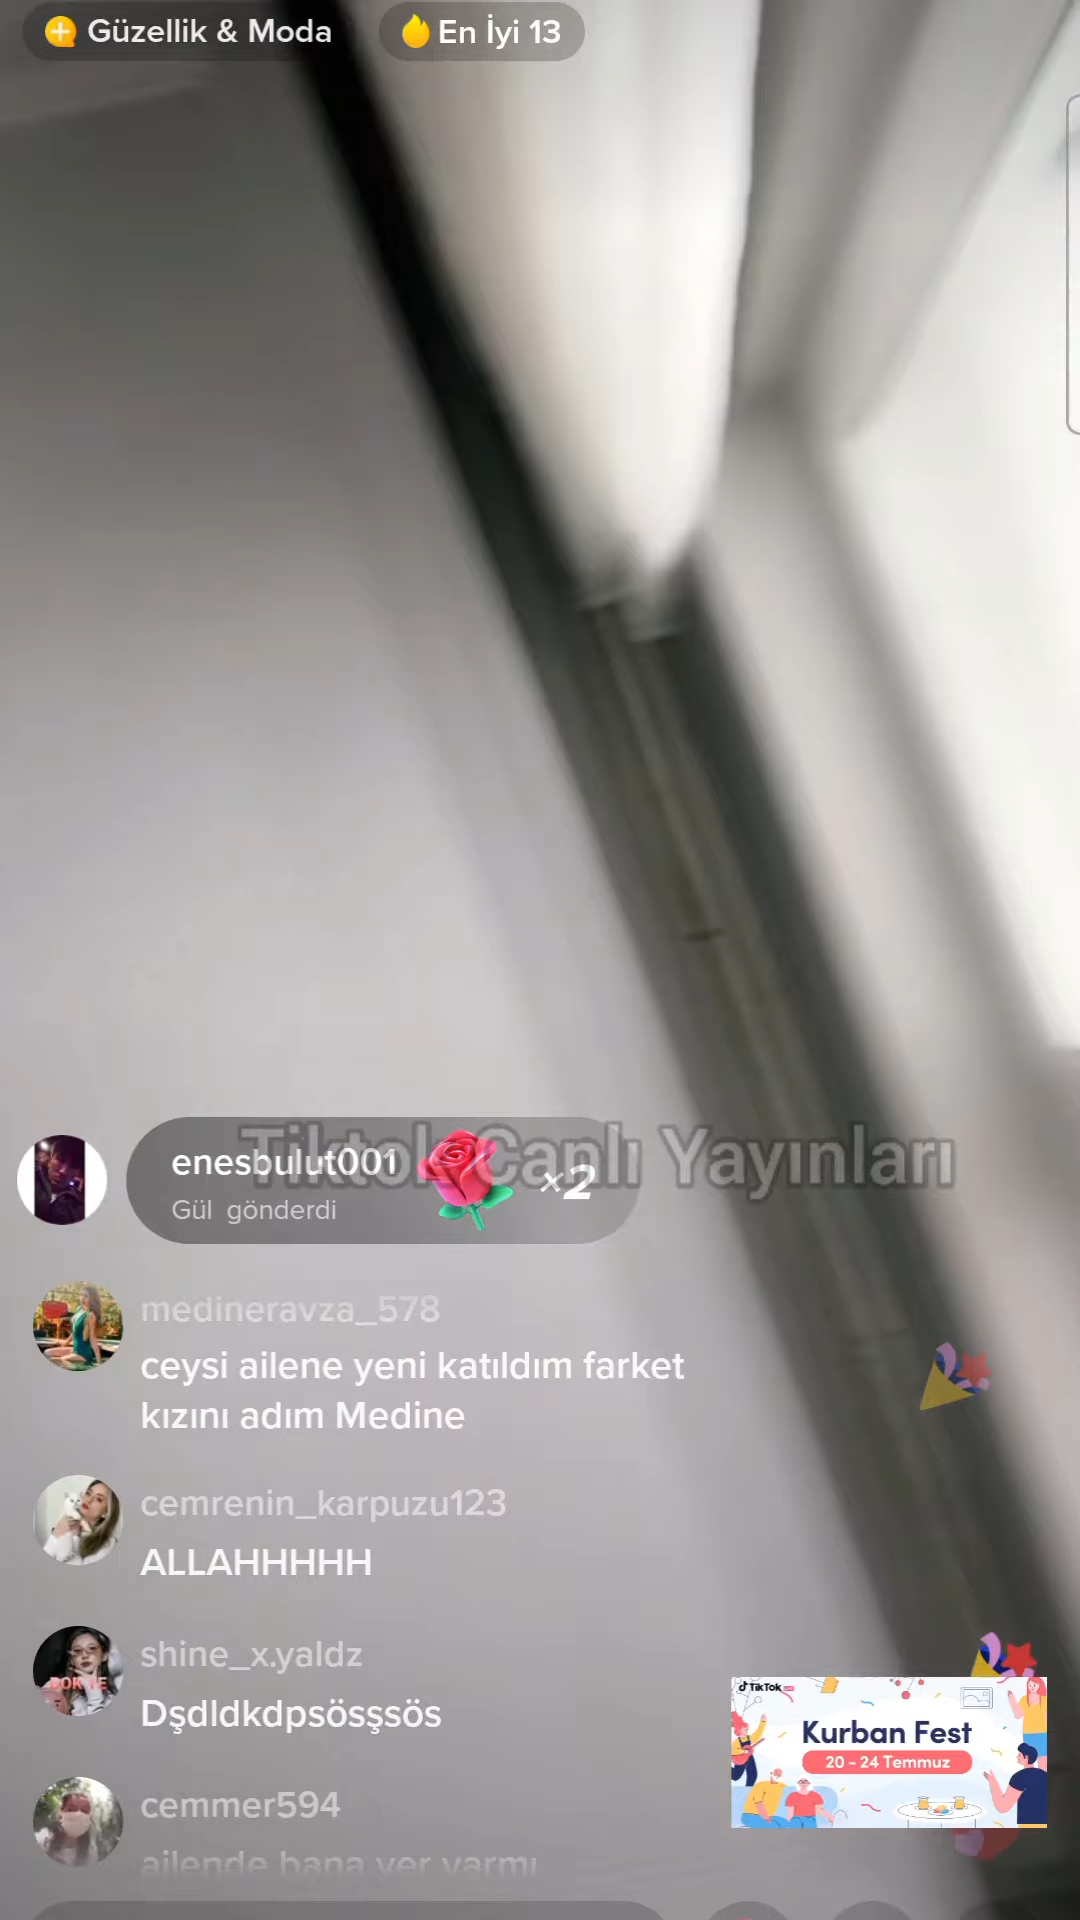 Güzellik & Moda
En İyi 13
Tiktok Canlı Yayınları
enesbulut001
Gül gönderdi
×2
medineravza_578
ceysi ailene yeni katıldım farket
kızını adım Medine
cemrenin_karpuzu123
ALLAHHHHH
shine_x.yaldz
Dşdldkdpsösşsös
TikTok
Kurban Fest
20 - 24 Temmuz
cemmer594
ailende bana yer varmı